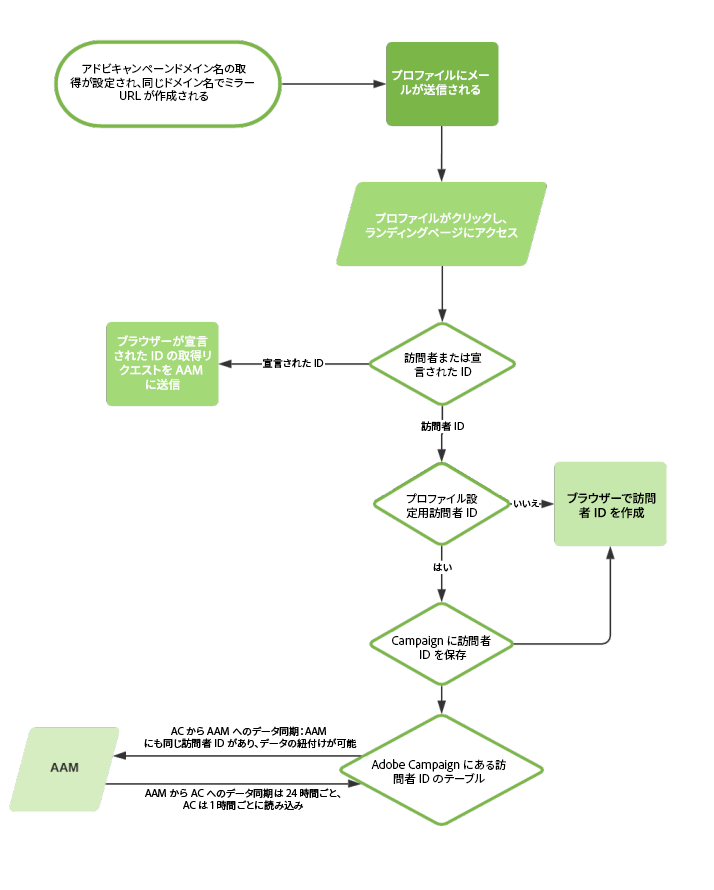 アドビキャンペーンドメイン名の取
得が設定され、同じドメイン名でミラー
URL が作成される
プロファイルにメー
ルが送信される
プロファイルがクリックし、
ランディングページにアクセス
ブラウザーが宣言
された ID の取得リ
クエストを AAM
に送信
宣言された ID
訪問者または宣
言された ID
訪問者 ID
プロファイル設
定用訪問者 ID
いいえ
ブラウザーで訪問
者 ID を作成
はい
Campaign に訪問者
ID を保存
AC から AAM へのデータ同期：AAM
にも同じ訪問者 ID があり、データの紐付けが可能
AAM
Adobe Campaign にある訪
問者 ID のテーブル
AAM から AC へのデータ同期は 24 時間ごと、
AC は 1 時間ごとに読み込み